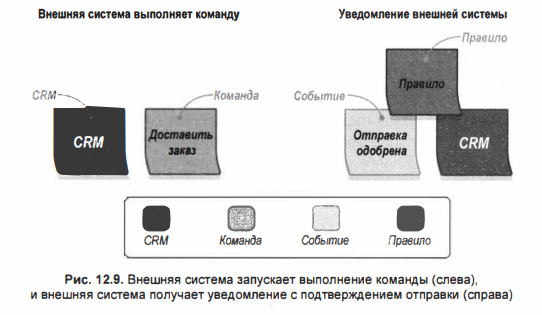 Внешняя система выполняет команду
Уведомление внешней системы
CRM
Команда
CRM
Доставить
заказ
Правило
Событие
Правило
Отправка
одобрена
CRM
CRM
Команда
Событие
Правило
Рис. 12.9. Внешняя система запускает выполнение команды (слева),
и внешняя система получает уведомление с подтверждением отправки (справа)